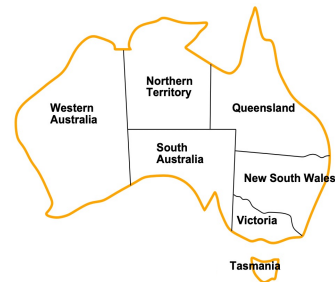 Northern
Territory
Western
Australia
Queensland
South
Australia
New South Wales
Victoria
Tasmania